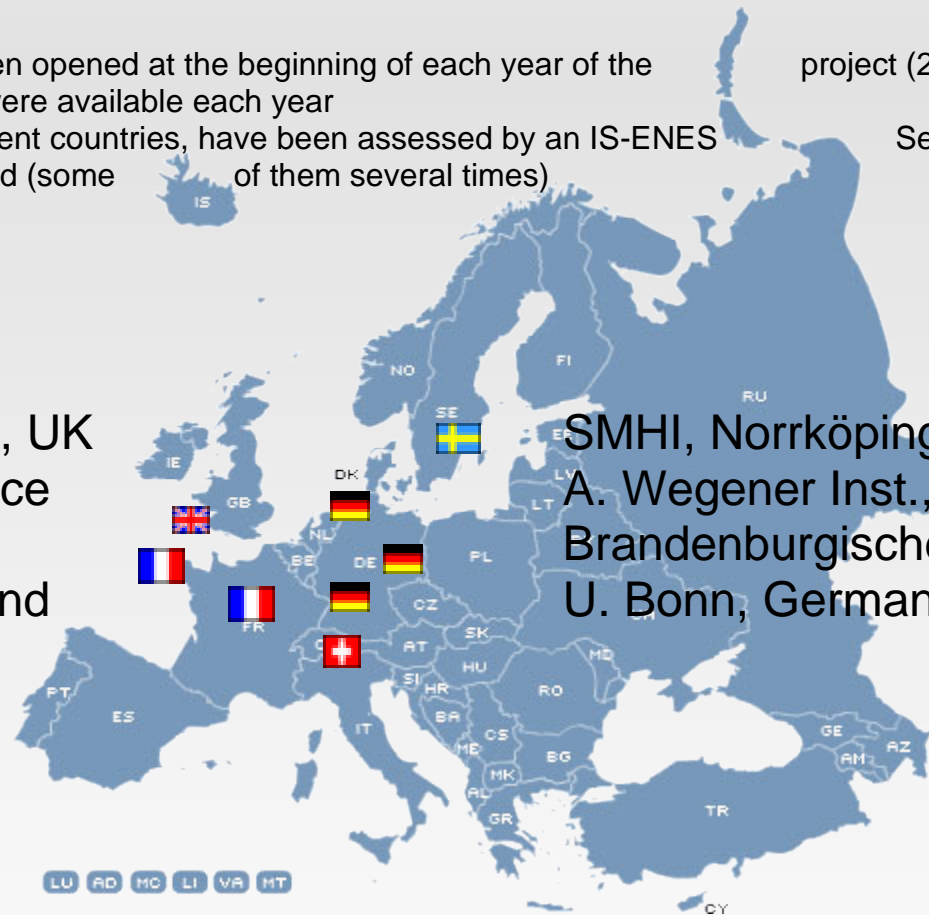 en opened at the beginning of each year of the project (2
were available each year
ent countries, have been assessed by an IS-ENES Se
d (some of them several times)
IS
NO
FI
RU
SE
, UK
SMHI, Norrköping
IE
DK
LV
ce
A. Wegener Inst.,
GB
LT
NL
Brandenburgische
BE
DE
PL
nd
U. Bonn, German
CZ
FR
SK
AT
MD
HU
SI
HR
RO
PT
ES
BA
IT
CS
GE
ME
BG
AZ
AM
MK
AL
TR
GR
LU AD MC LI VA MT
CY